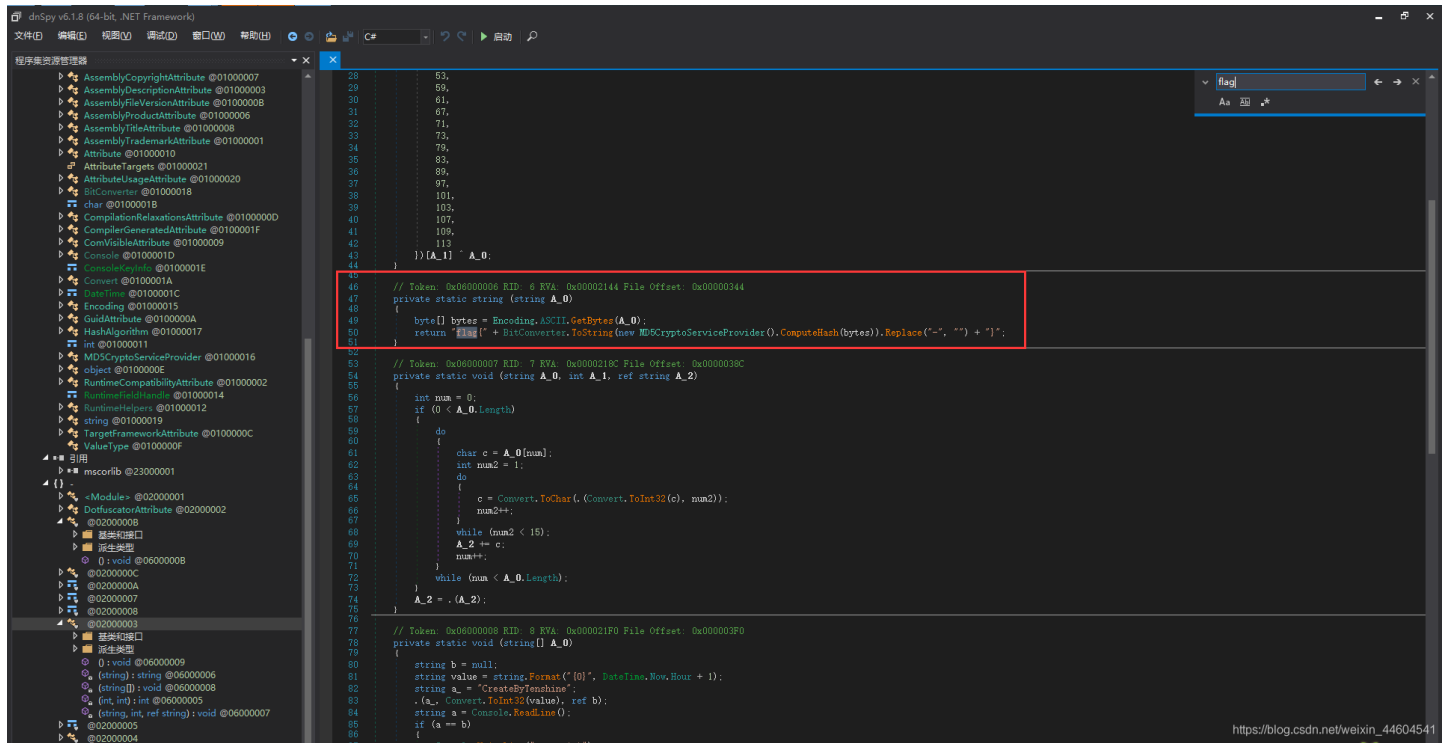 dnSpy v6.1.8 (64-bit, .NET Framework)
文件(F) 编辑(E) 视图(V) 调试(D) 窗口(W) 帮助(H) C# 启动
程序集资源管理器
AssemblyCopyrightAttribute @01000007
AssemblyDescriptionAttribute @01000003
AssemblyFileVersionAttribute @0100000B
AssemblyProductAttribute @01000006
AssemblyTitleAttribute @01000008
AssemblyTrademarkAttribute @01000001
Attribute @01000010
AttributeTargets @01000021
AttributeUsageAttribute @01000020
BitConverter @01000018
char @0100001B
CompilationRelaxationsAttribute @0100000D
CompilerGeneratedAttribute @0100001F
ComVisibleAttribute @01000009
Console @0100001D
ConsoleKeyInfo @0100001E
Convert @0100001A
DateTime @0100001C
Encoding @01000015
GuidAttribute @0100000A
HashAlgorithm @01000017
int @01000011
MD5CryptoServiceProvider @01000016
object @0100000E
RuntimeCompatibilityAttribute @01000002
RuntimeFieldHandle @01000014
RuntimeHelpers @01000012
string @01000019
TargetFrameworkAttribute @0100000C
ValueType @0100000F
引用
mscorlib @23000001
{} -
<Module> @02000001
DotfuscatorAttribute @02000002
@0200000B
基类和接口
派生类型
() : void @0600000B
@0200000C
@0200000A
@02000007
@02000008
@02000003
基类和接口
派生类型
() : void @06000009
(string) : string @06000006
(string[]) : void @06000008
(int, int) : int @06000005
(string, int, ref string) : void @06000007
@02000005
@02000004
28 53,
29 59,
30 61,
31 67,
32 71,
33 73,
34 79,
35 83,
36 89,
37 97,
38 101,
39 103,
40 107,
41 109,
42 113
43 })[A_1] ^ A_0;
44 }
45
46 // Token: 0x06000006 RID: 6 RVA: 0x00002144 File Offset: 0x00000344
47 private static string (string A_0)
48 {
49 byte[] bytes = Encoding.ASCII.GetBytes(A_0);
50 return "flag{" + BitConverter.ToString(new MD5CryptoServiceProvider().ComputeHash(bytes)).Replace("-", "") + "}";
51 }
52
53 // Token: 0x06000007 RID: 7 RVA: 0x0000218C File Offset: 0x0000038C
54 private static void (string A_0, int A_1, ref string A_2)
55 {
56 int num = 0;
57 if (0 < A_0.Length)
58 {
59 do
60 {
61 char c = A_0[num];
62 int num2 = 1;
63 do
64 {
65 c = Convert.ToChar(.(Convert.ToInt32(c), num2));
66 num2++;
67 }
68 while (num2 < 15);
69 A_2 += c;
70 num++;
71 }
72 while (num < A_0.Length);
73 }
74 A_2 = .(A_2);
75 }
76
77 // Token: 0x06000008 RID: 8 RVA: 0x000021F0 File Offset: 0x000003F0
78 private static void (string[] A_0)
79 {
80 string b = null;
81 string value = string.Format("{0}", DateTime.Now.Hour + 1);
82 string a_ = "CreateByTenshine";
83 .(a_, Convert.ToInt32(value), ref b);
84 string a = Console.ReadLine();
85 if (a == b)
86 {
flag
Aa Ab .*
https://blog.csdn.net/weixin_44604541